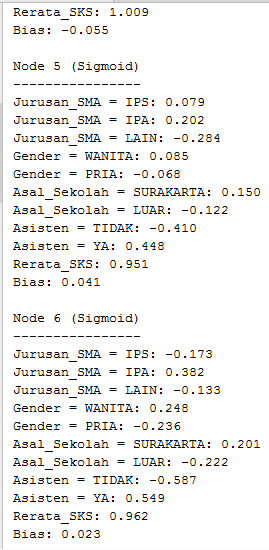 Rerata_SKS: 1.009
Bias: -0.055
Node 5 (Sigmoid)
----------------
Jurusan_SMA = IPS: 0.079
Jurusan_SMA = IPA: 0.202
Jurusan_SMA = LAIN: -0.284
Gender = WANITA: 0.085
Gender = PRIA: -0.068
Asal_Sekolah = SURAKARTA: 0.150
Asal_Sekolah = LUAR: -0.122
Asisten = TIDAK: -0.410
Asisten = YA: 0.448
Rerata_SKS: 0.951
Bias: 0.041
Node 6 (Sigmoid)
----------------
Jurusan_SMA = IPS: -0.173
Jurusan_SMA = IPA: 0.382
Jurusan_SMA = LAIN: -0.133
Gender = WANITA: 0.248
Gender = PRIA: -0.236
Asal_Sekolah = SURAKARTA: 0.201
Asal_Sekolah = LUAR: -0.222
Asisten = TIDAK: -0.587
Asisten = YA: 0.549
Rerata_SKS: 0.962
Bias: 0.023